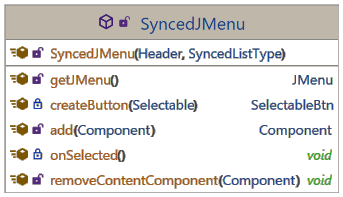 SyncedJMenu
SyncedJMenu(Header, SyncedListType)
getJMenu() JMenu
createButton(Selectable) SelectableBtn
add(Component) Component
onSelected() void
removeContentComponent(Component) void